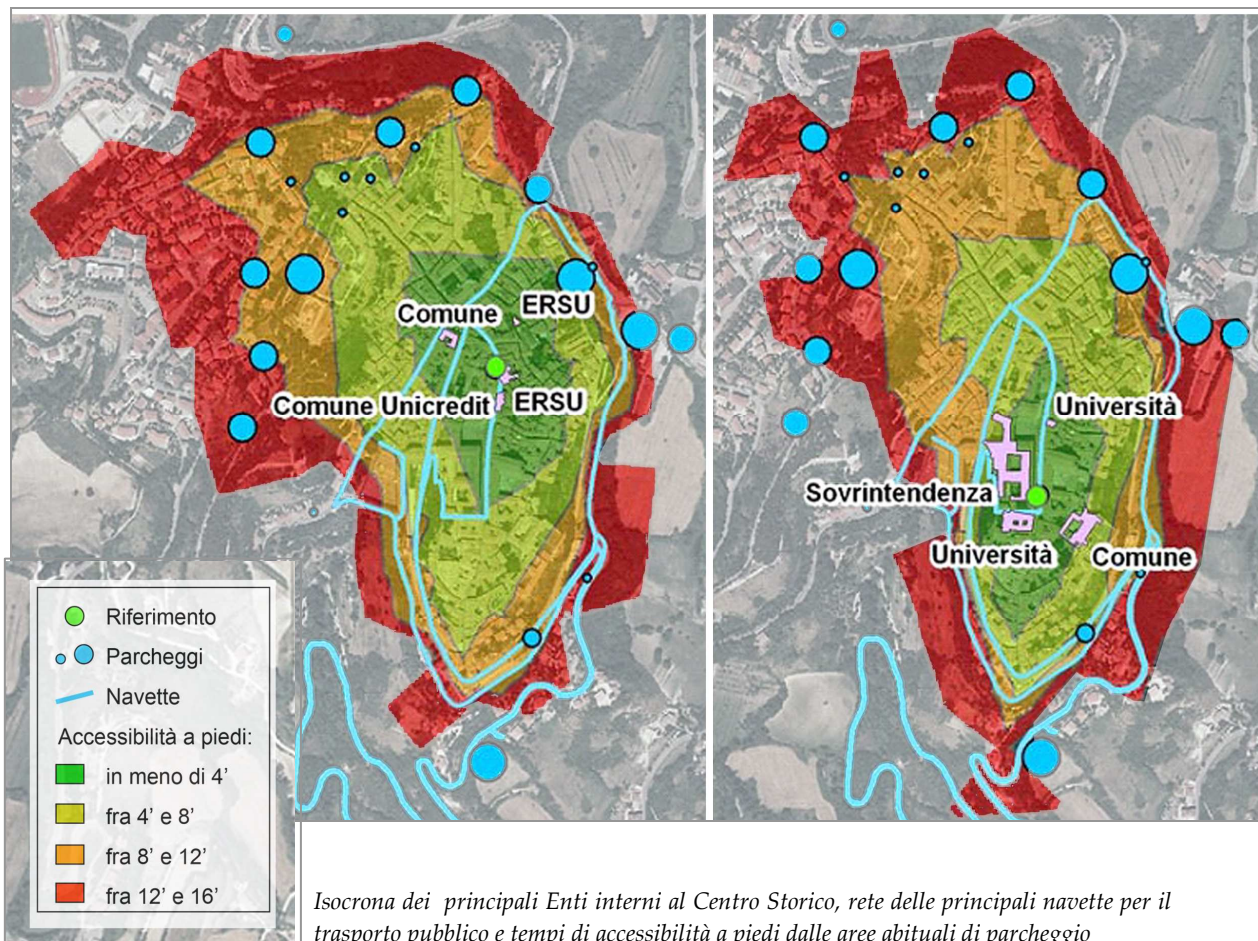 Comune
ERSU
Comune Unicredit
ERSU
Università
Sovrintendenza
Università
Comune
Riferimento
Parcheggi
Navette
Accessibilità a piedi:
in meno di 4’
fra 4’ e 8’
fra 8’ e 12’
fra 12’ e 16’
Isocrona dei principali Enti interni al Centro Storico, rete delle principali navette per il
trasporto pubblico e tempi di accessibilità a piedi dalle aree abituali di parcheggio